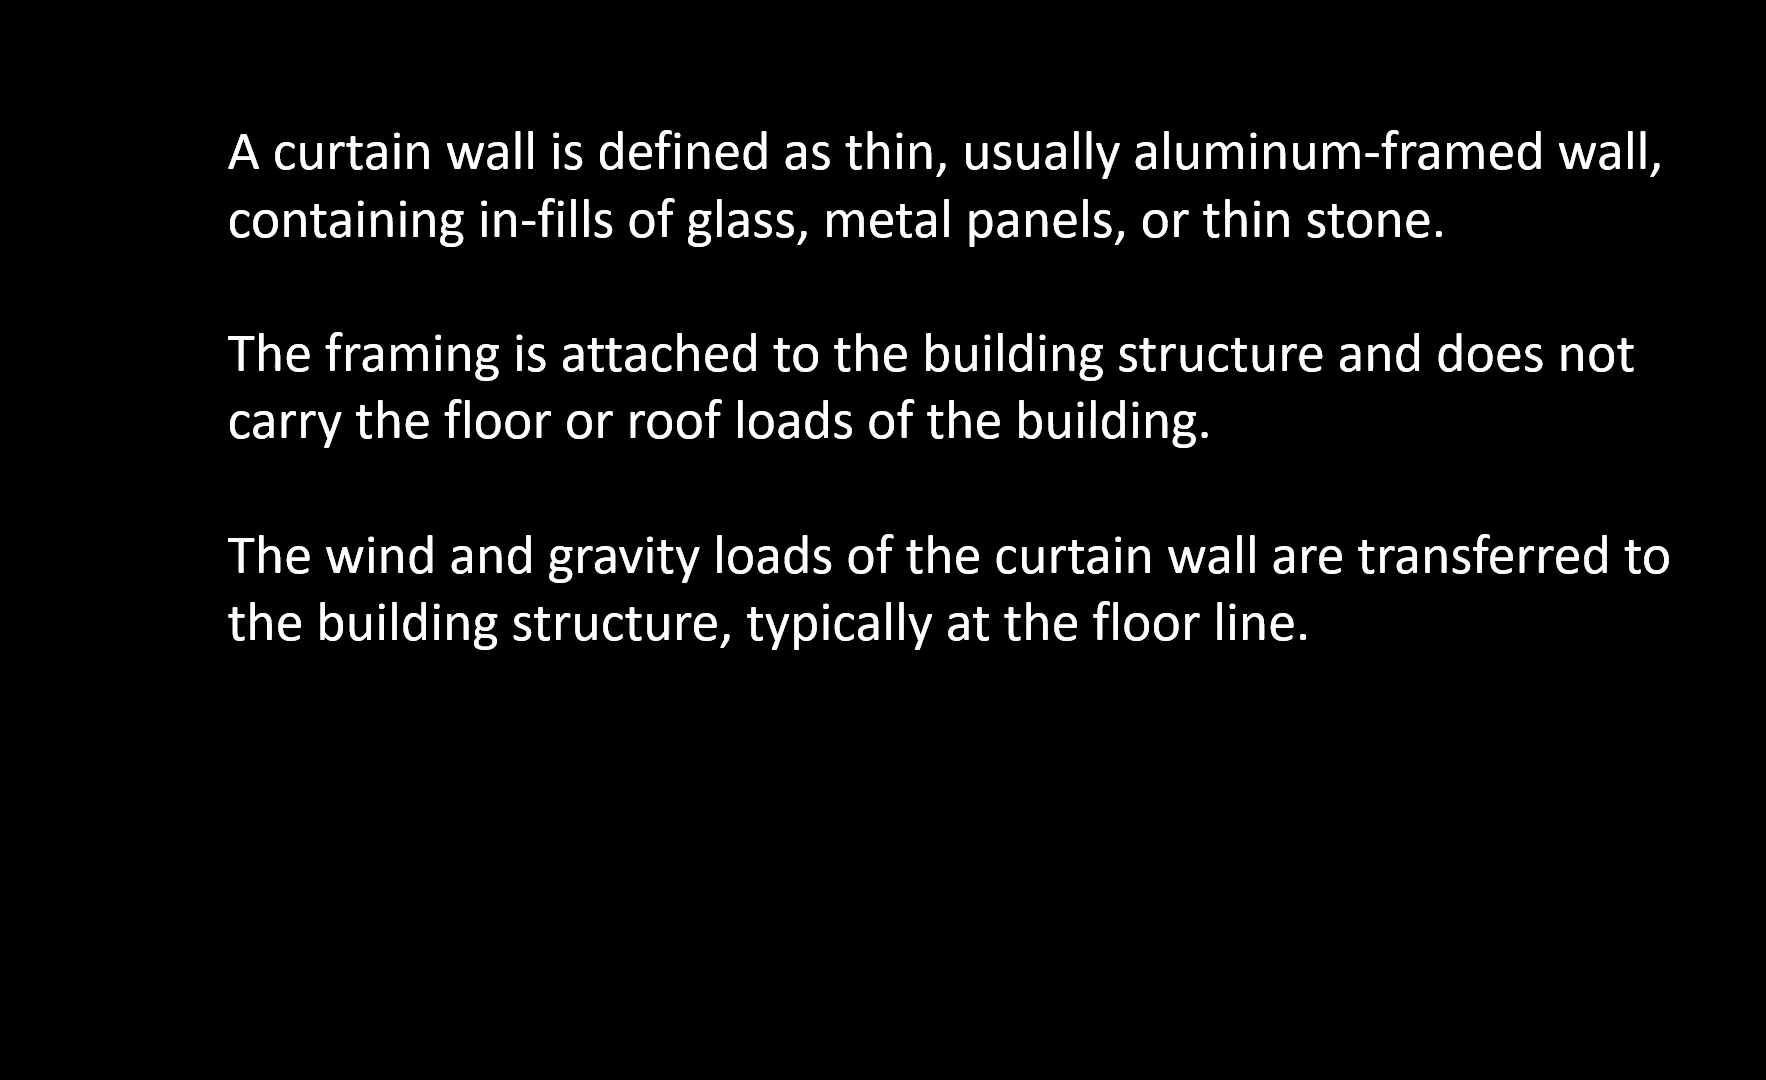 A curtain wall is defined as thin, usually aluminum-framed wall,
containing in-fills of glass, metal panels, or thin stone.
The framing is attached to the building structure and does not
carry the floor or roof loads of the building.
The wind and gravity loads of the curtain wall are transferred to
the building structure, typically at the floor line.